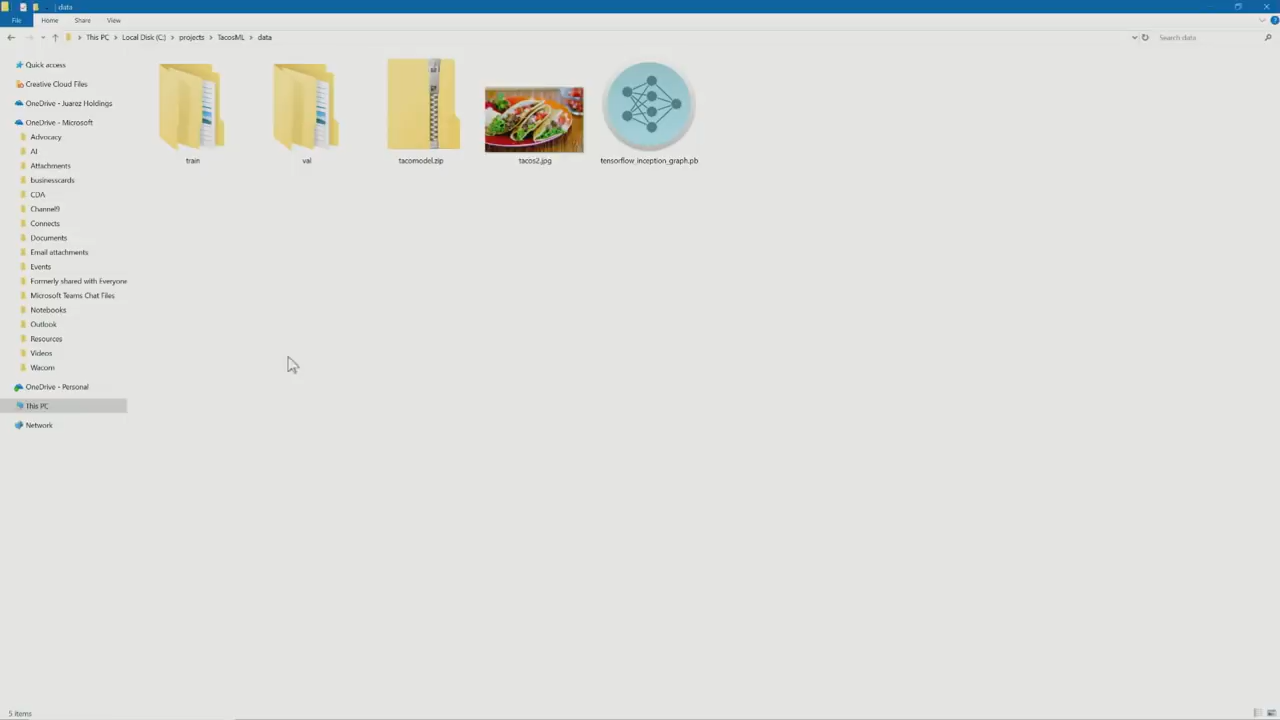 data
File Home Share View
This PC > Local Disk (C:) > projects > TacosML > data
Search data
Quick access
Creative Cloud Files
OneDrive - Juarez Holdings
OneDrive - Microsoft
Advocacy
AI
Attachments
businesscards
CDA
Channel9
Connects
Documents
Email attachments
Events
Formerly shared with Everyone
Microsoft Teams Chat Files
Notebooks
Outlook
Resources
Videos
Wacom
OneDrive - Personal
This PC
Network
train
val
tacomodel.zip
tacos2.jpg
tensorflow_inception_graph.pb
5 items